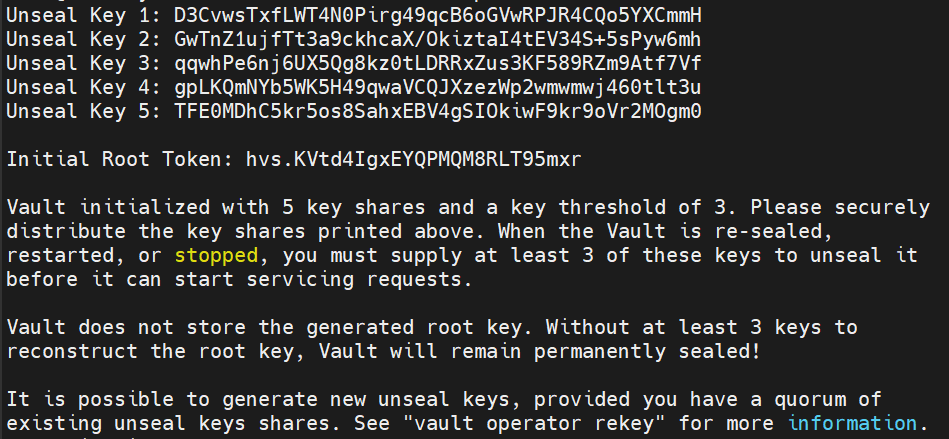 Unseal Key 1: D3CvwsTxfLWT4N0Pirg49qcB6oGVwRPJR4CQo5YXCmmH
Unseal Key 2: GwTnZ1ujfTt3a9ckhcaX/OkiztaI4tEV34S+5sPyw6mh
Unseal Key 3: qqwhPe6nj6UX5Qg8kz0tLDRRxZus3KF589RZm9Atf7Vf
Unseal Key 4: gpLKQmNYb5WK5H49qwaVCQJXzezWp2wmwmwj460tlt3u
Unseal Key 5: TFE0MDhC5kr5os8SahxEBV4gSIOkiwF9kr9oVr2MOgm0
Initial Root Token: hvs.KVtd4IgxEYQPMQM8RLT95mxr
Vault initialized with 5 key shares and a key threshold of 3. Please securely
distribute the key shares printed above. When the Vault is re-sealed,
restarted, or stopped, you must supply at least 3 of these keys to unseal it
before it can start servicing requests.
Vault does not store the generated root key. Without at least 3 keys to
reconstruct the root key, Vault will remain permanently sealed!
It is possible to generate new unseal keys, provided you have a quorum of
existing unseal keys shares. See "vault operator rekey" for more information.